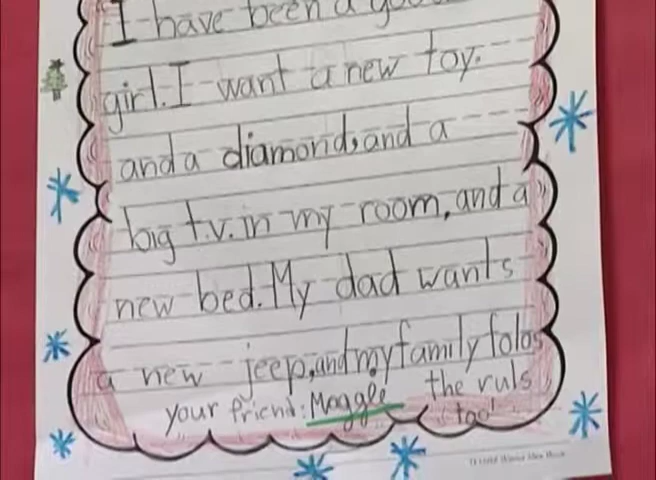 I have been a good
girl. I want a new toy.
and a diamond, and a
big t.v. in my room, and a
new bed. My dad wants
a new jeep, and my family folos
the ruls
too!
your friend: Maggie